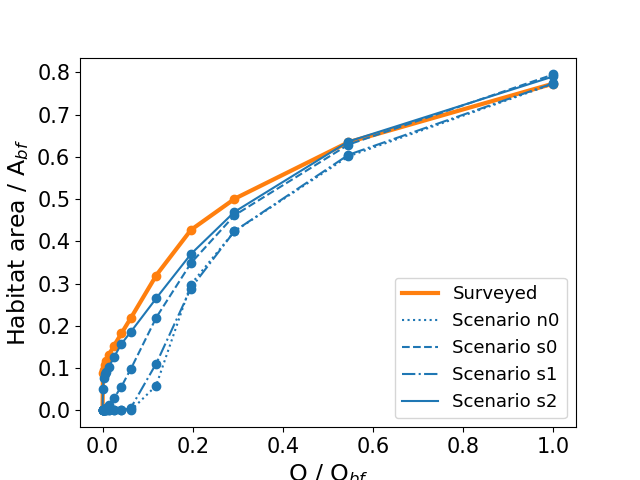 0.8
0.7
0.6
0.5
0.4
0.3
0.2
0.1
0.0
Habitat area / A_bf
Surveyed
Scenario n0
Scenario s0
Scenario s1
Scenario s2
0.0 0.2 0.4 0.6 0.8 1.0
Q / Q_bf